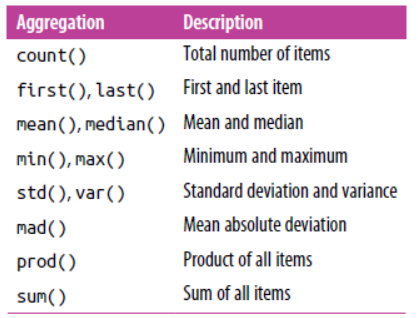 Aggregation Description
count() Total number of items
first(), last() First and last item
mean(), median() Mean and median
min(), max() Minimum and maximum
std(), var() Standard deviation and variance
mad() Mean absolute deviation
prod() Product of all items
sum() Sum of all items